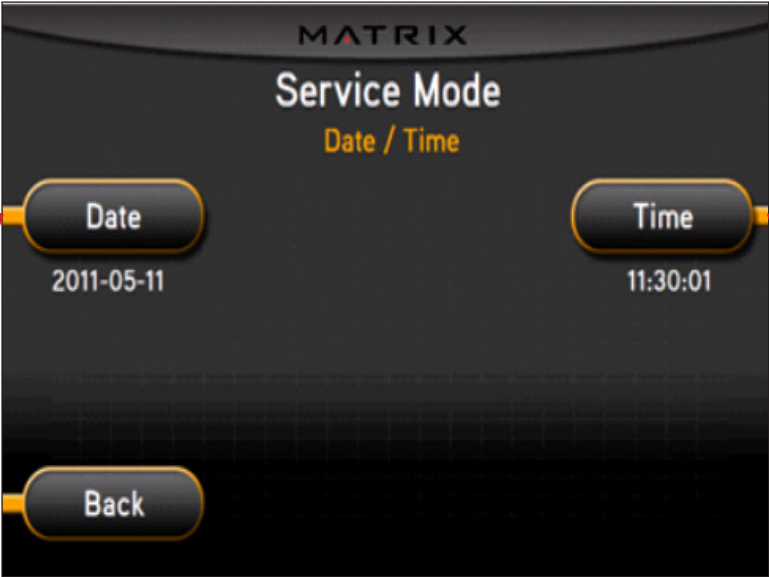 MATRIX
Service Mode
Date / Time
Date
Time
2011-05-11
11:30:01
Back